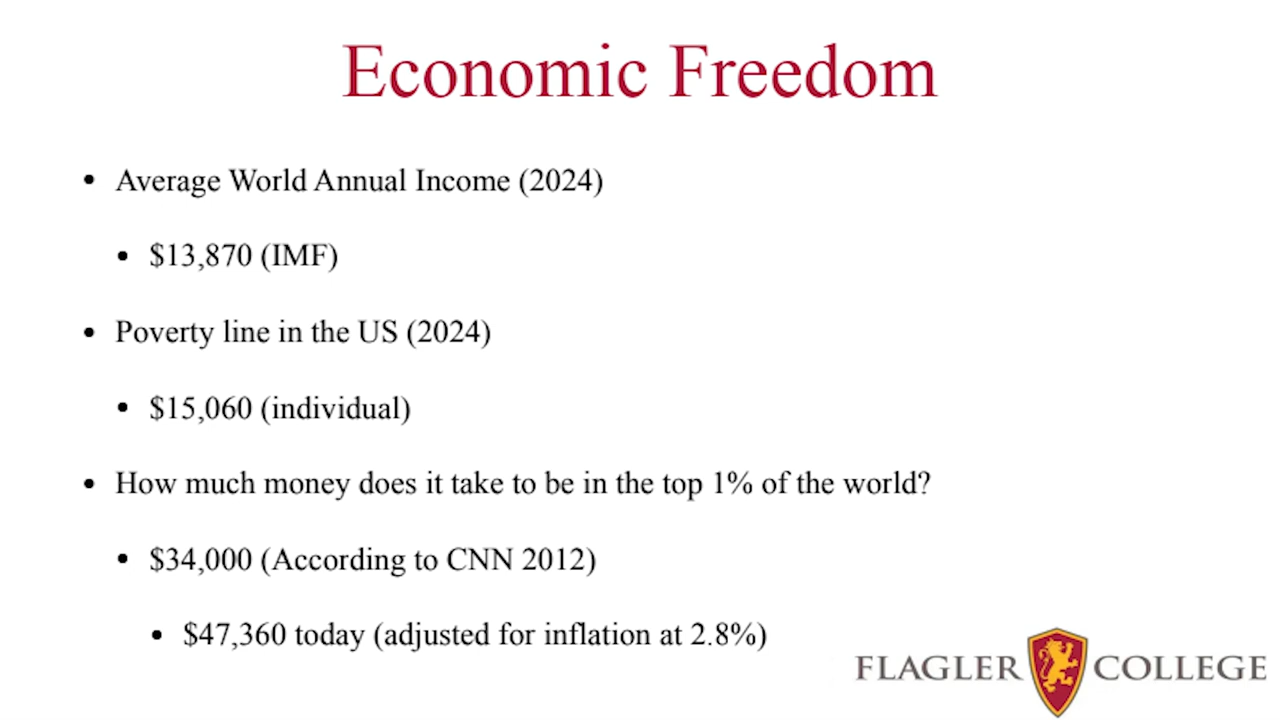 Economic Freedom
• Average World Annual Income (2024)
• $13,870 (IMF)
• Poverty line in the US (2024)
• $15,060 (individual)
• How much money does it take to be in the top 1% of the world?
• $34,000 (According to CNN 2012)
• $47,360 today (adjusted for inflation at 2.8%)
FLAGLER COLLEGE